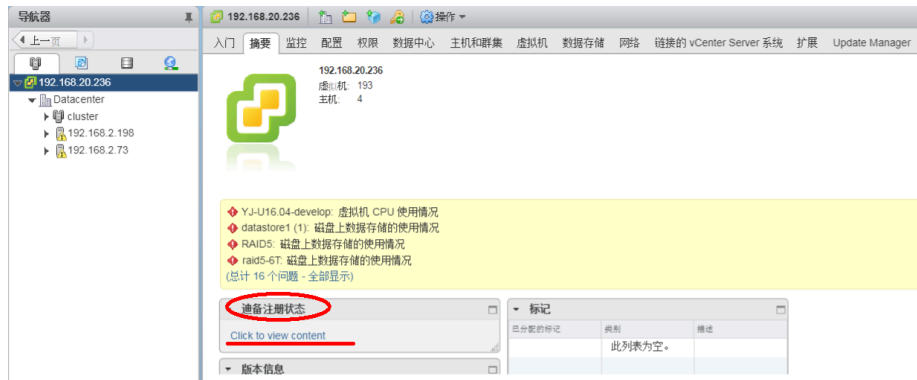 导航器
192.168.20.236
操作
上一页
入门 摘要 监控 配置 权限 数据中心 主机和群集 虚拟机 数据存储 网络 链接的 vCenter Server 系统 扩展 Update Manager
192.168.20.236
Datacenter
cluster
192.168.2.198
192.168.2.73
192.168.20.236
虚拟机: 193
主机: 4
YJ-U16.04-develop: 虚拟机 CPU 使用情况
datastore1 (1): 磁盘上数据存储的使用情况
RAID5: 磁盘上数据存储的使用情况
raid5-6T: 磁盘上数据存储的使用情况
(总计 16 个问题 - 全部显示)
迪备注册状态
Click to view content
版本信息
标记
已分配的标记 类别 描述
此列表为空。